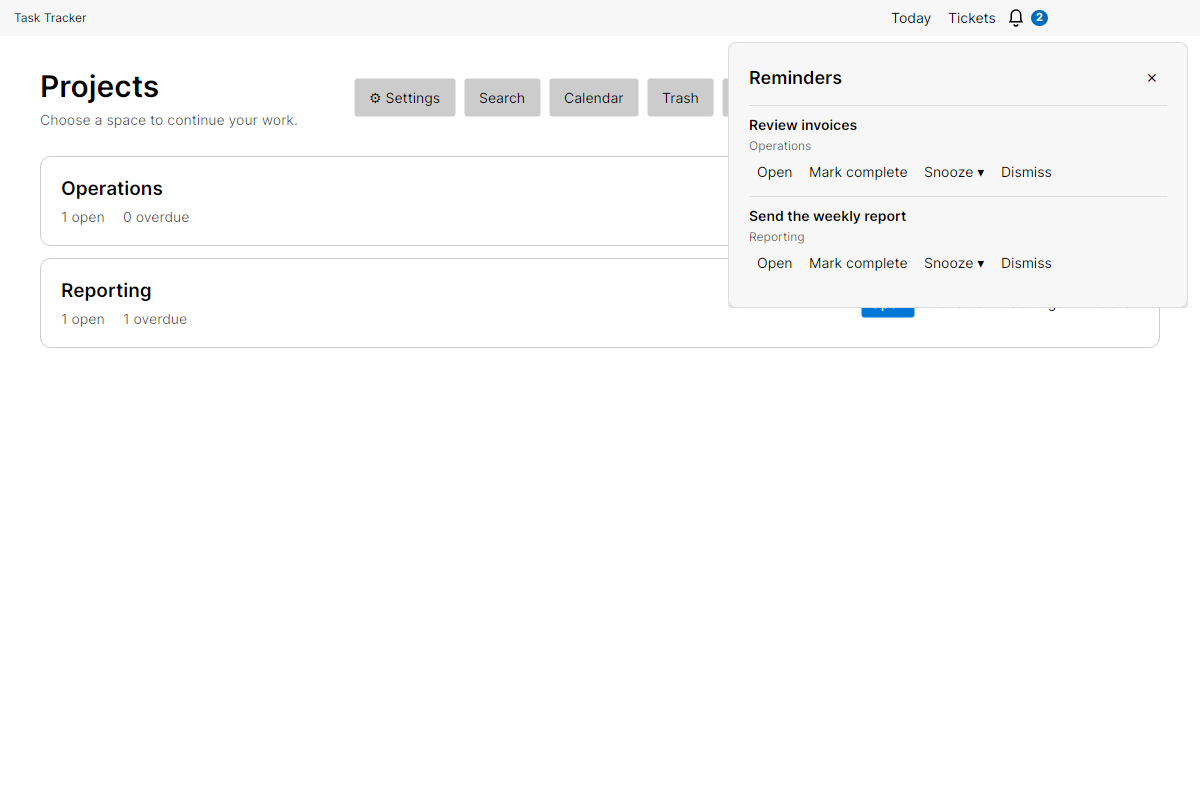 Task Tracker
Today Tickets 2
Projects
Choose a space to continue your work.
⚙ Settings Search Calendar Trash
Operations
1 open 0 overdue
Reporting
1 open 1 overdue
Reminders ×
Review invoices
Operations
Open Mark complete Snooze ▾ Dismiss
Send the weekly report
Reporting
Open Mark complete Snooze ▾ Dismiss